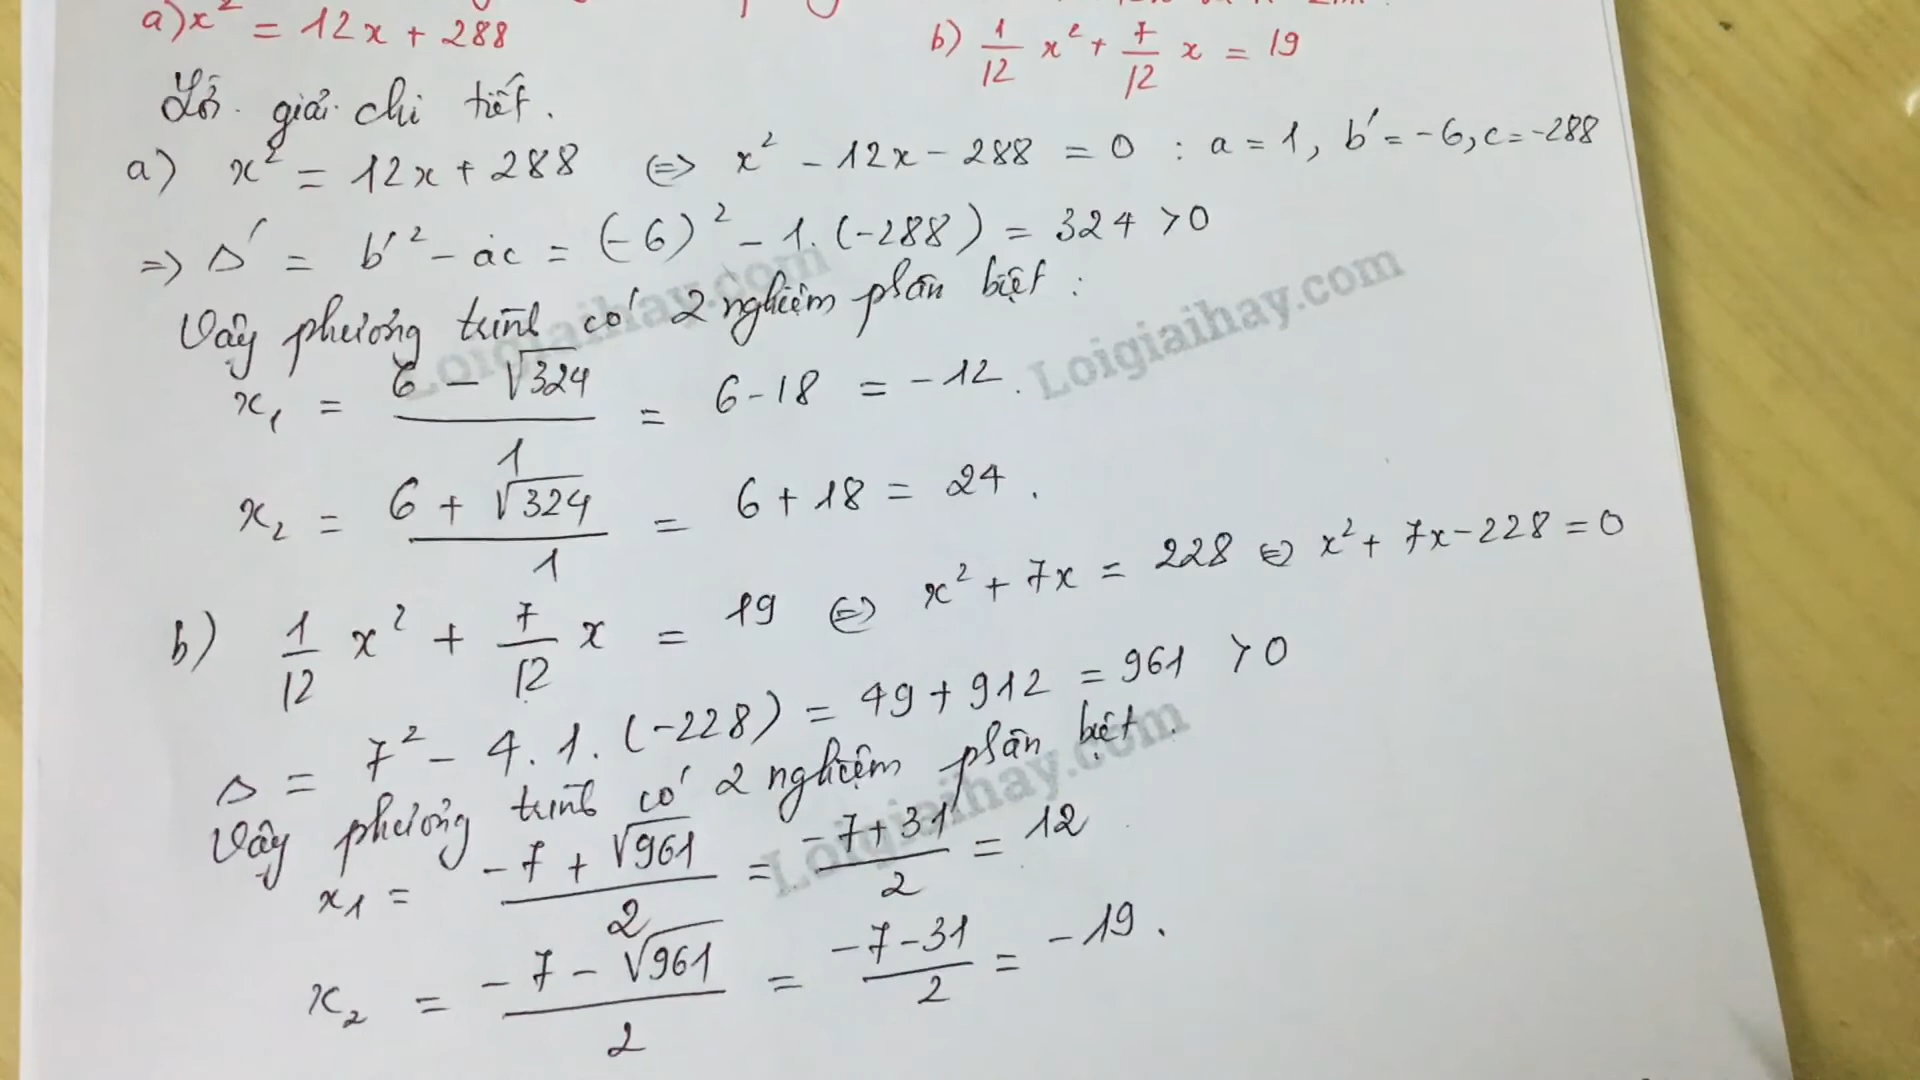 a) x² = 12x + 288
b) 1/12 x² + 7/12 x = 19
Lời giải chi tiết.
a) x² = 12x + 288 ⇔ x² - 12x - 288 = 0 : a = 1, b' = -6, c = -288
⇒ Δ' = b'² - ac = (-6)² - 1.(-288) = 324 > 0
Vậy phương trình có 2 nghiệm phân biệt :
x₁ = (6 - √324)/1 = 6 - 18 = -12.
x₂ = (6 + √324)/1 = 6 + 18 = 24.
b) 1/12 x² + 7/12 x = 19 ⇔ x² + 7x = 228 ⇔ x² + 7x - 228 = 0
Δ = 7² - 4.1.(-228) = 49 + 912 = 961 > 0
Vậy phương trình có 2 nghiệm phân biệt.
x₁ = (-7 + √961)/2 = (-7 + 31)/2 = 12
x₂ = (-7 - √961)/2 = (-7 - 31)/2 = -19.
Loigiaihay.com
Loigiaihay.com
Loigiaihay.com